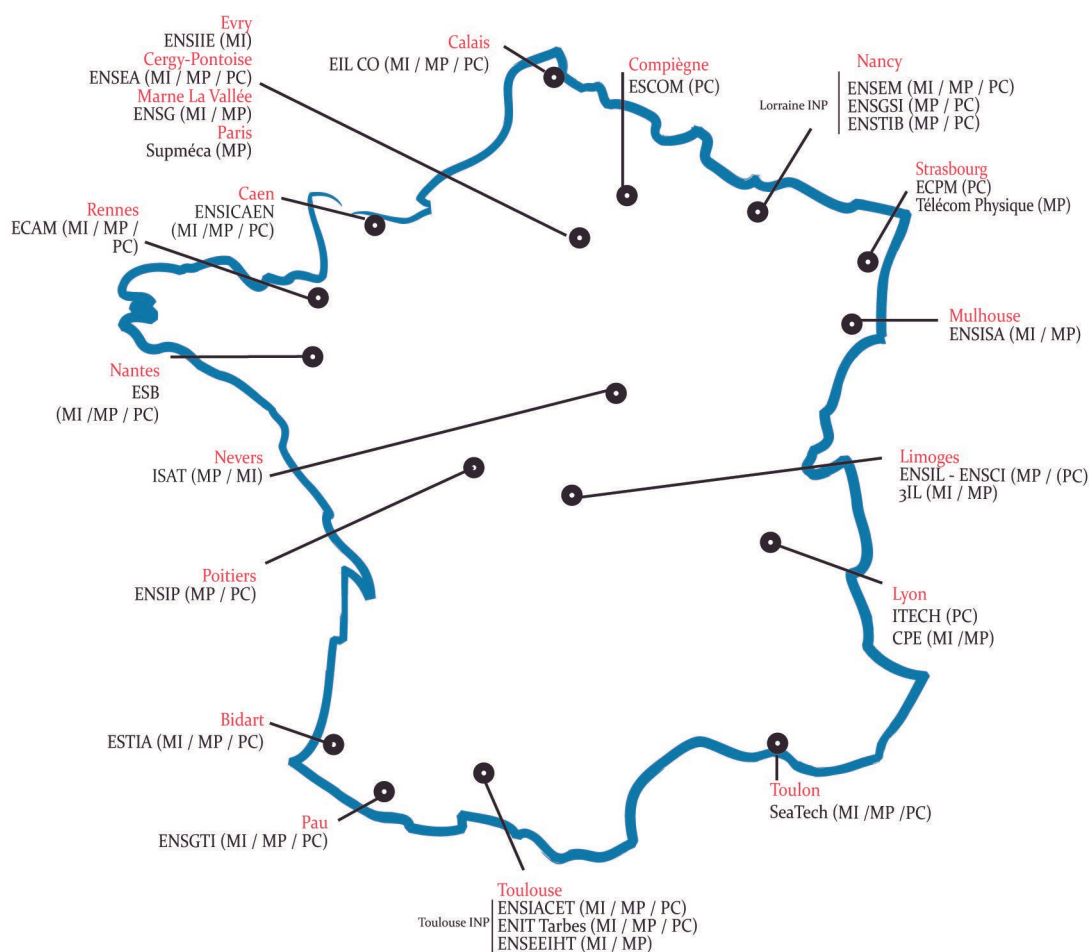 Evry
ENSIIE (MI)
Cergy-Pontoise
ENSEA (MI / MP / PC)
Marne La Vallée
ENSG (MI / MP)
Paris
Supméca (MP)
Calais
EIL CO (MI / MP / PC)
Compiègne
ESCOM (PC)
Nancy
Lorraine INP
ENSEM (MI / MP / PC)
ENSGSI (MP / PC)
ENSTIB (MP / PC)
Strasbourg
ECPM (PC)
Télécom Physique (MP)
Caen
ENSICAEN
(MI /MP / PC)
Rennes
ECAM (MI / MP /
PC)
Mulhouse
ENSISA (MI / MP)
Nantes
ESB
(MI /MP / PC)
Nevers
ISAT (MP / MI)
Limoges
ENSIL - ENSCI (MP / (PC)
3IL (MI / MP)
Poitiers
ENSIP (MP / PC)
Lyon
ITECH (PC)
CPE (MI /MP)
Bidart
ESTIA (MI / MP / PC)
Toulon
SeaTech (MI /MP /PC)
Pau
ENSGTI (MI / MP / PC)
Toulouse
Toulouse INP
ENSIACET (MI / MP / PC)
ENIT Tarbes (MI / MP / PC)
ENSEEIHT (MI / MP)